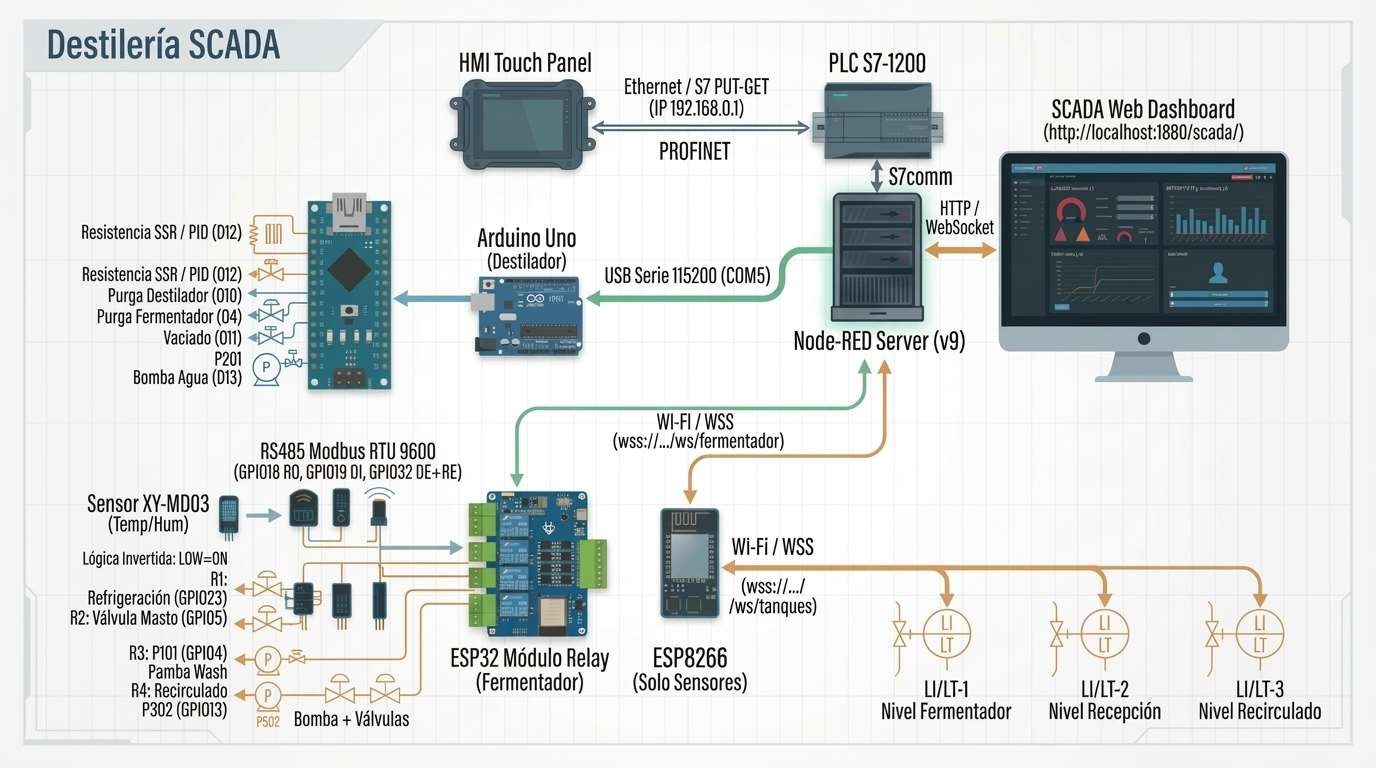 Destilería SCADA
HMI Touch Panel
Ethernet / S7 PUT-GET
(IP 192.168.0.1)
PROFINET
PLC S7-1200
S7comm
SCADA Web Dashboard
(http://localhost:1880/scada/)
HTTP /
WebSocket
Node-RED Server (v9)
Arduino Uno
(Destilador)
USB Serie 115200 (COM5)
Resistencia SSR / PID (D12)
Resistencia SSR / PID (012)
Purga Destilador (010)
Purga Fermentador (04)
Vaciado (011)
P201
Bomba Agua (D13)
P
WI-FI / WSS
(wss://.../ws/fermentador)
RS485 Modbus RTU 9600
(GPIO18 RO, GPIO19 DI, GPIO32 DE+RE)
Sensor XY-MD03
(Temp/Hum)
Lógica Invertida: LOW=ON
R1:
Refrigeración (GPIO23)
R2: Válvula Masto (GPIO5)
R3: P101 (GPIO4)
Pamba Wash
R4: Recirculado
P302 (GPIO13)
P
P
P502
Bomba + Válvulas
ESP32 Módulo Relay
(Fermentador)
ESP8266
(Solo Sensores)
Wi-Fi / WSS
(wss://.../
/ws/tanques)
LI
LT
LI/LT-1
Nivel Fermentador
LI
LT
LI/LT-2
Nivel Recepción
LI
LT
LI/LT-3
Nivel Recirculado